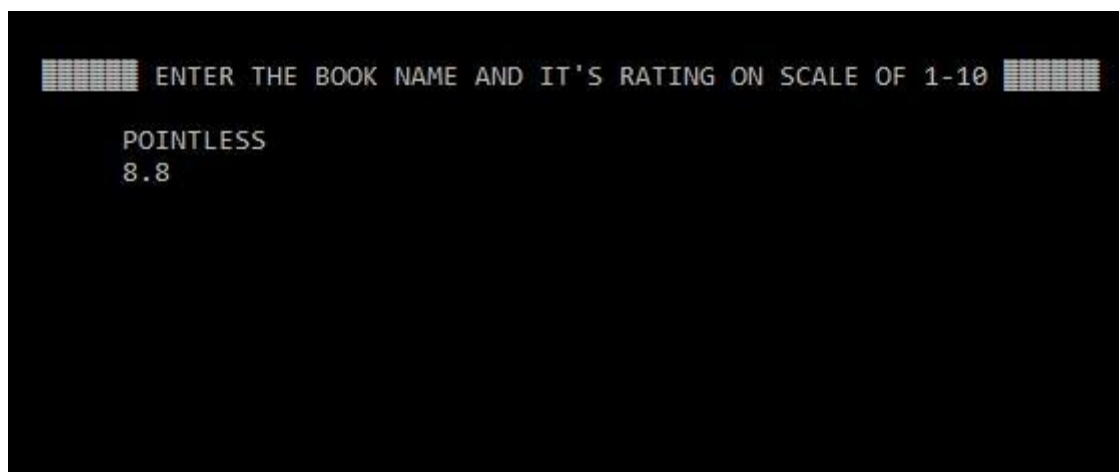 ▓▓▓▓▓▓ ENTER THE BOOK NAME AND IT'S RATING ON SCALE OF 1-10 ▓▓▓▓▓▓
POINTLESS
8.8